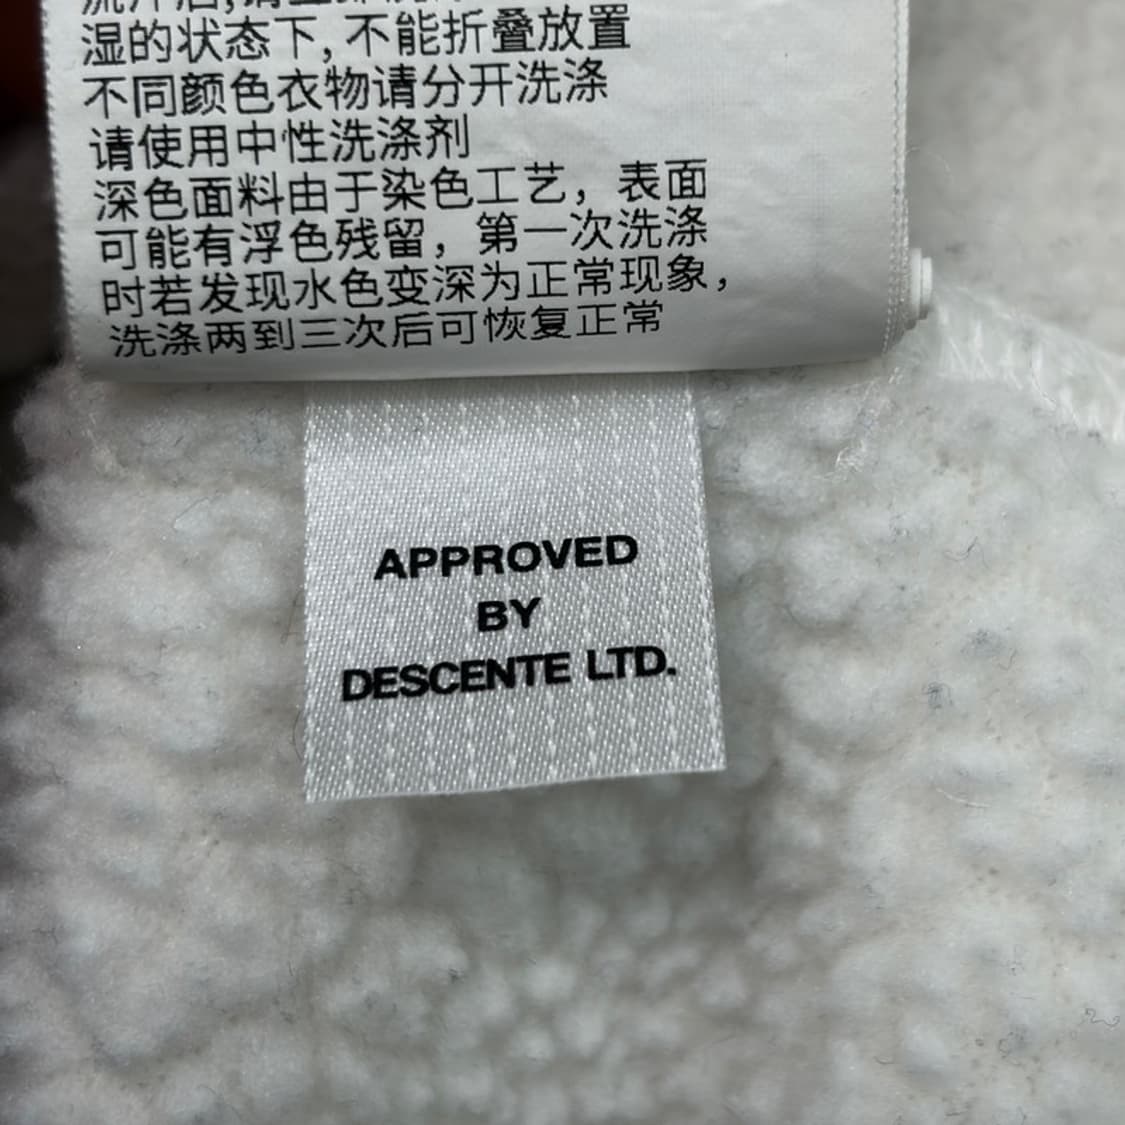 湿的状态下,不能折叠放置
不同颜色衣物请分开洗涤
请使用中性洗涤剂
深色面料由于染色工艺，表面
可能有浮色残留，第一次洗涤
时若发现水色变深为正常现象，
洗涤两到三次后可恢复正常
APPROVED
BY
DESCENTE LTD.